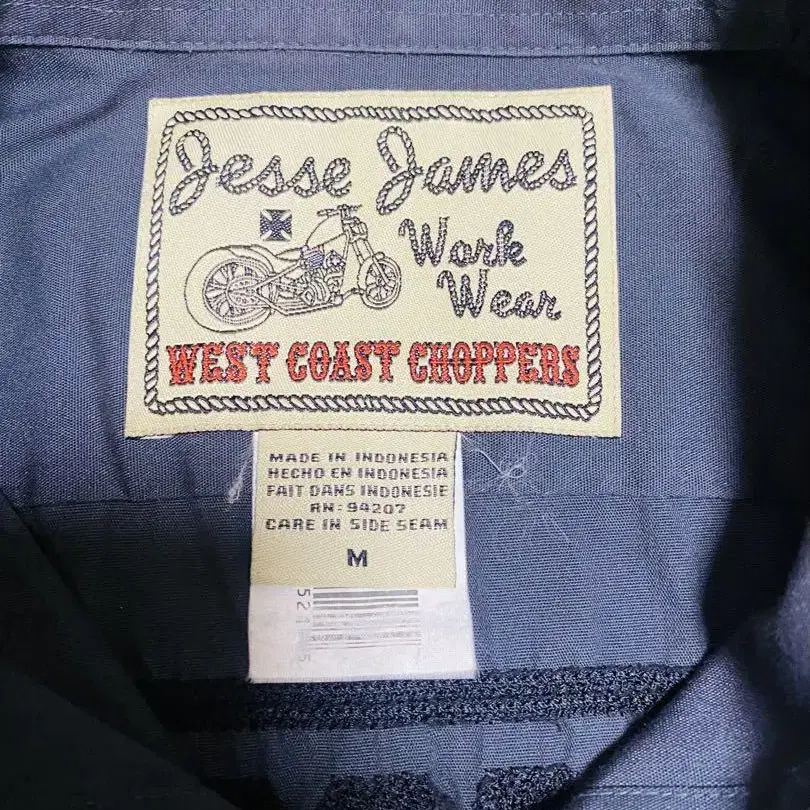 Jesse James
Work
Wear
WEST COAST CHOPPERS
MADE IN INDONESIA
HECHO EN INDONESIA
FAIT DANS INDONESIE
RN: 94207
CARE IN SIDE SEAM
M